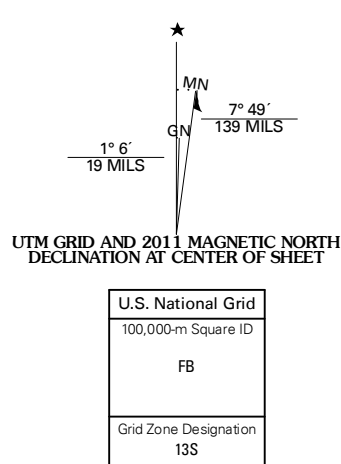 MN
7° 49´
139 MILS
GN
1° 6´
19 MILS
UTM GRID AND 2011 MAGNETIC NORTH
DECLINATION AT CENTER OF SHEET
U.S. National Grid
100,000-m Square ID
FB
Grid Zone Designation
13S